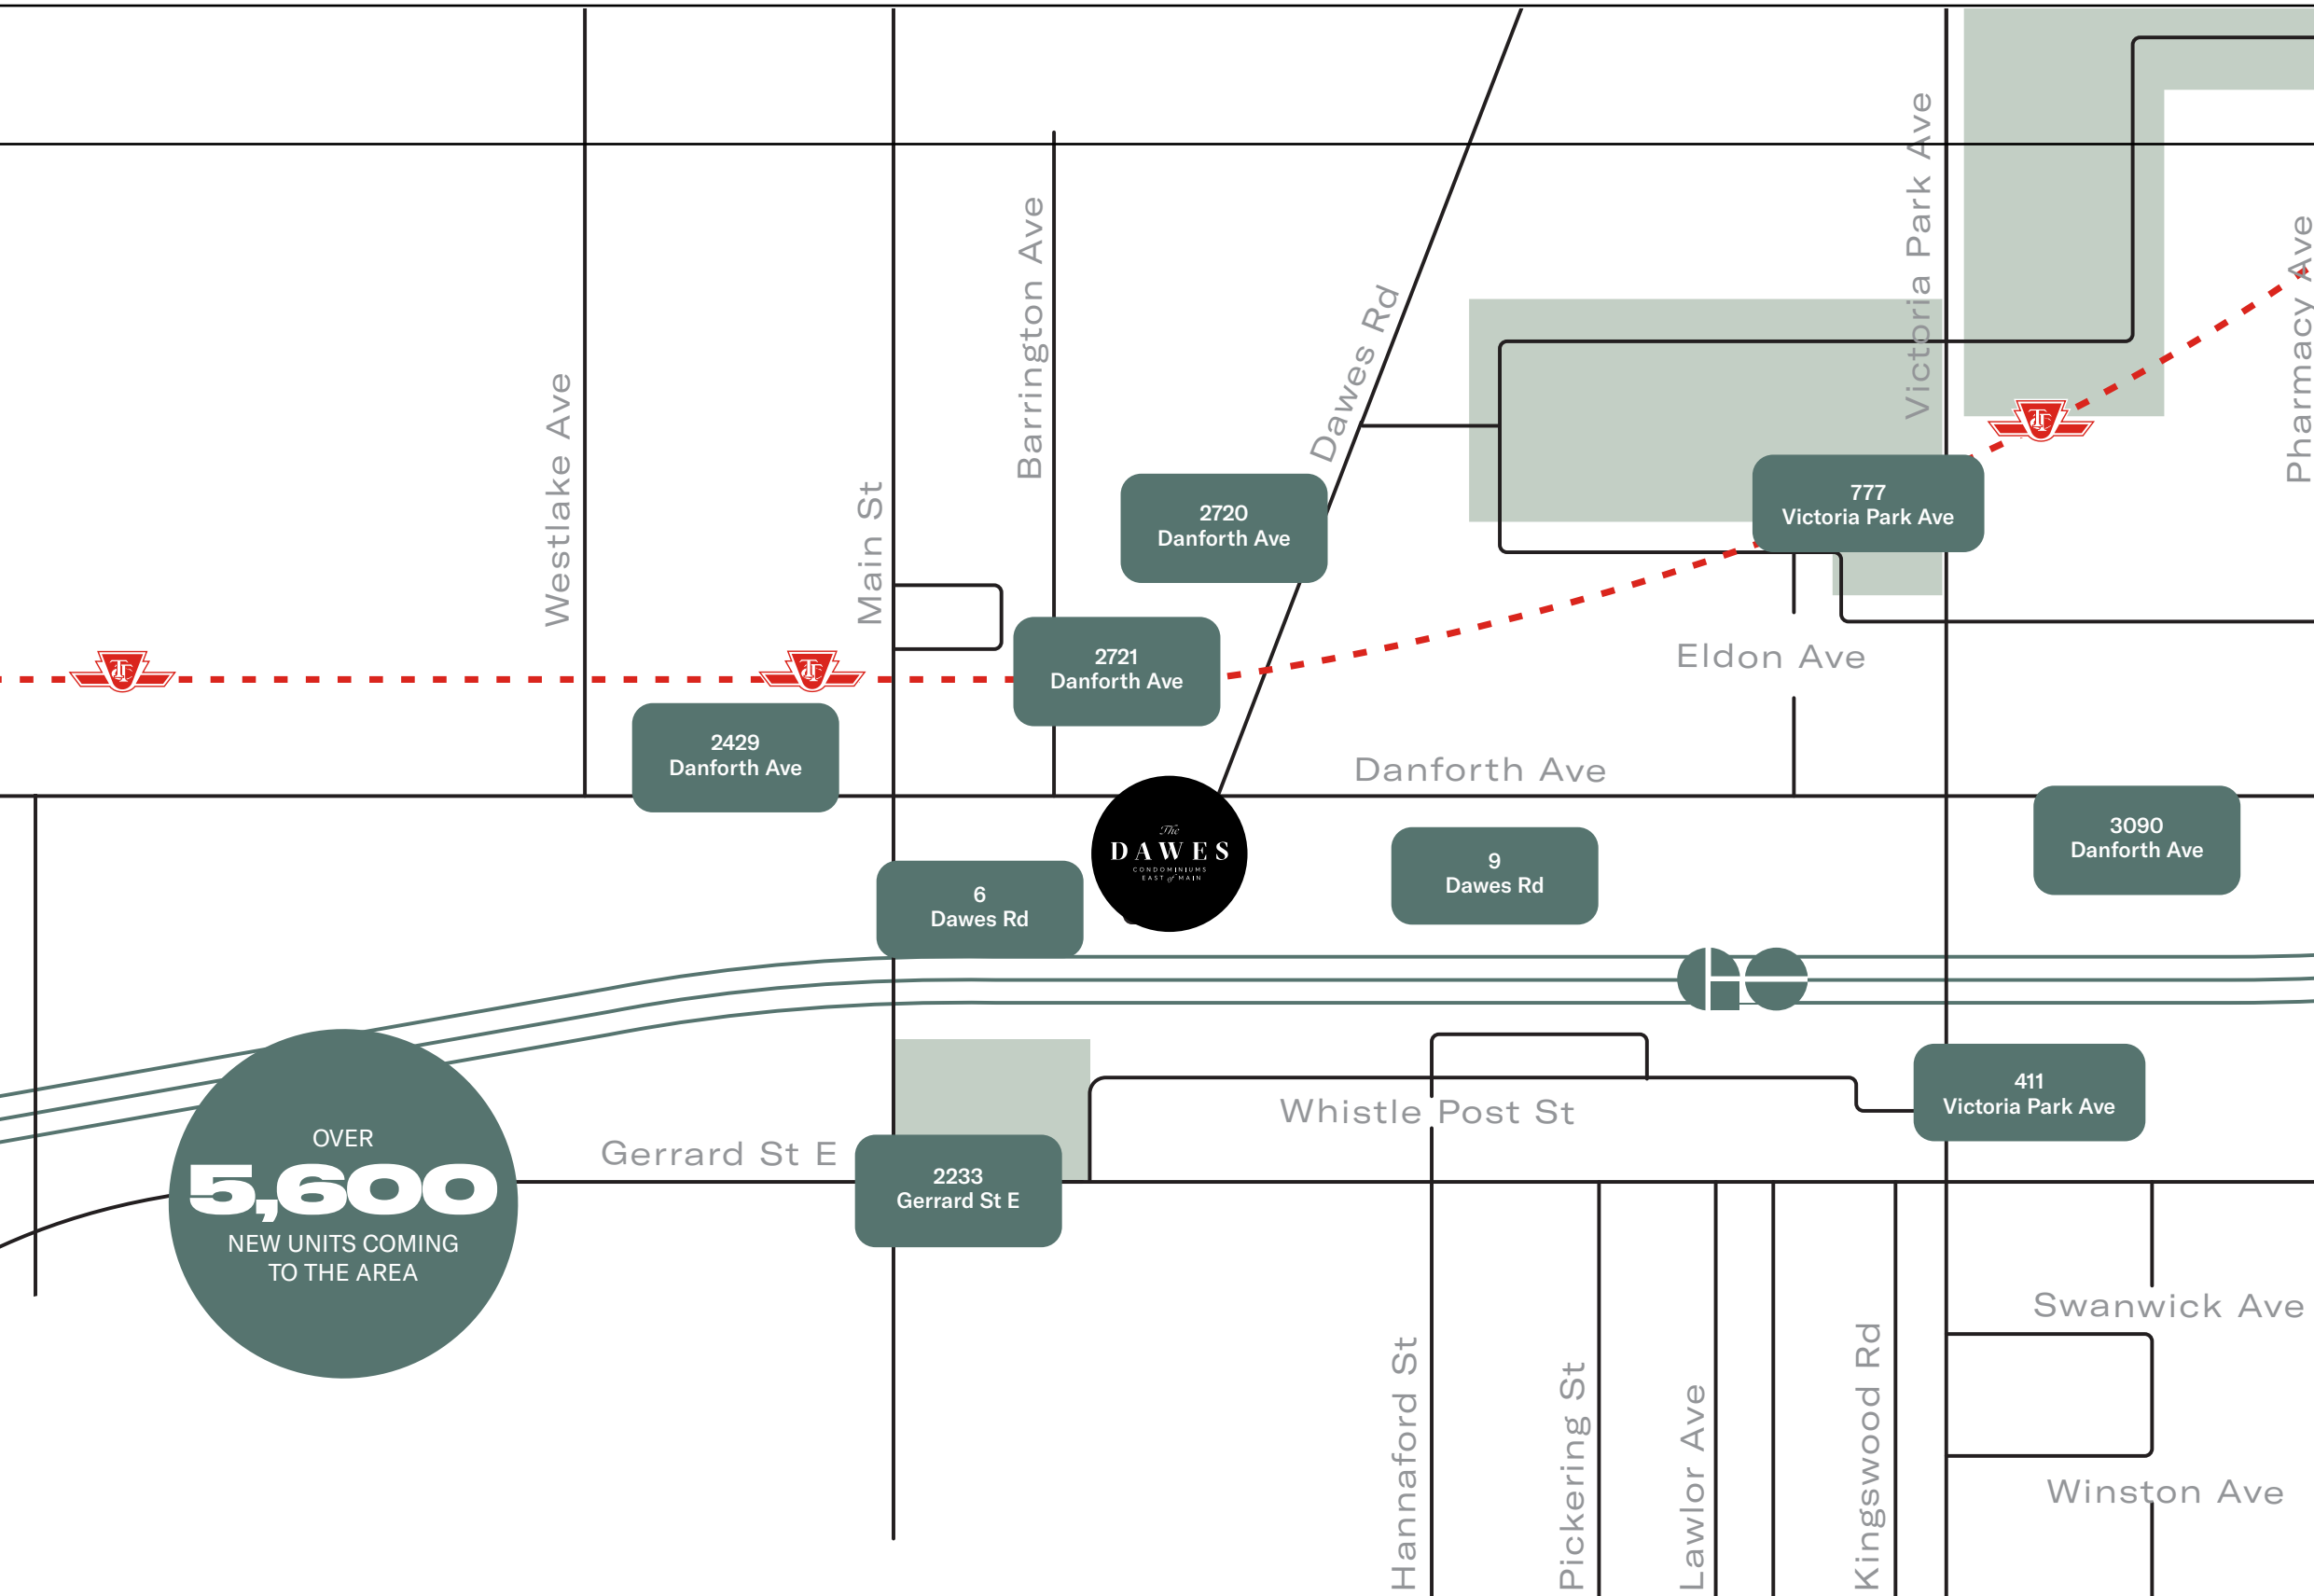 Victoria Park Ave
Barrington Ave
Pharmacy Ave
Dawes Rd
Westlake Ave
Main St
2720
Danforth Ave
777
Victoria Park Ave
2721
Danforth Ave
Eldon Ave
2429
Danforth Ave
Danforth Ave
3090
Danforth Ave
The
DAWES
CONDOMINIUMS
EAST of MAIN
9
Dawes Rd
6
Dawes Rd
411
Victoria Park Ave
Whistle Post St
OVER
5,600
NEW UNITS COMING
TO THE AREA
Gerrard St E
2233
Gerrard St E
Swanwick Ave
Hannaford St
Pickering St
Lawlor Ave
Kingswood Rd
Winston Ave